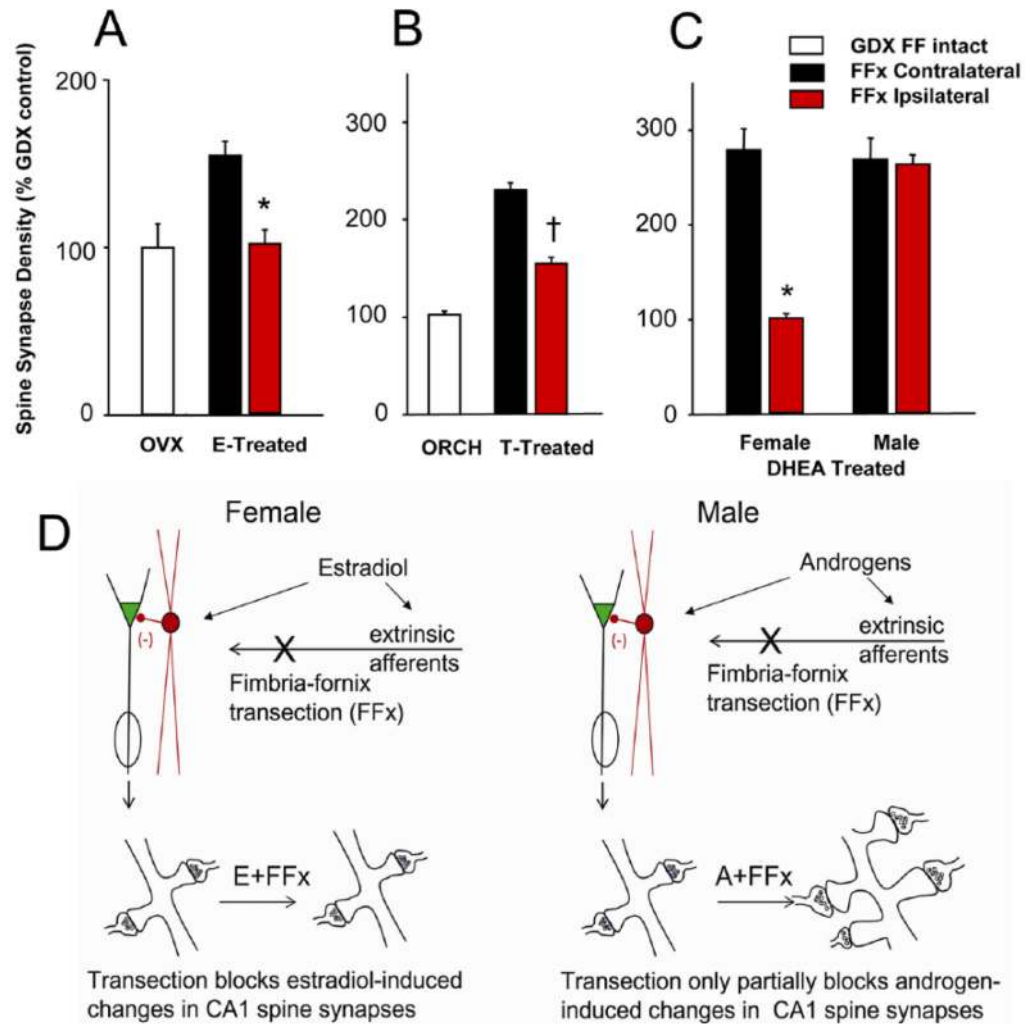 A
B
C
GDX FF intact
FFx Contralateral
FFx Ipsilateral
Spine Synapse Density (% GDX control)
200
100
0
*
OVX E-Treated
300
200
100
0
†
ORCH T-Treated
300
200
100
0
*
Female Male
DHEA Treated
D
Female
Estradiol
(-)
X
extrinsic
afferents
Fimbria-fornix
transection (FFx)
E+FFx
Transection blocks estradiol-induced
changes in CA1 spine synapses
Male
Androgens
(-)
X
extrinsic
afferents
Fimbria-fornix
transection (FFx)
A+FFx
Transection only partially blocks androgen-
induced changes in CA1 spine synapses